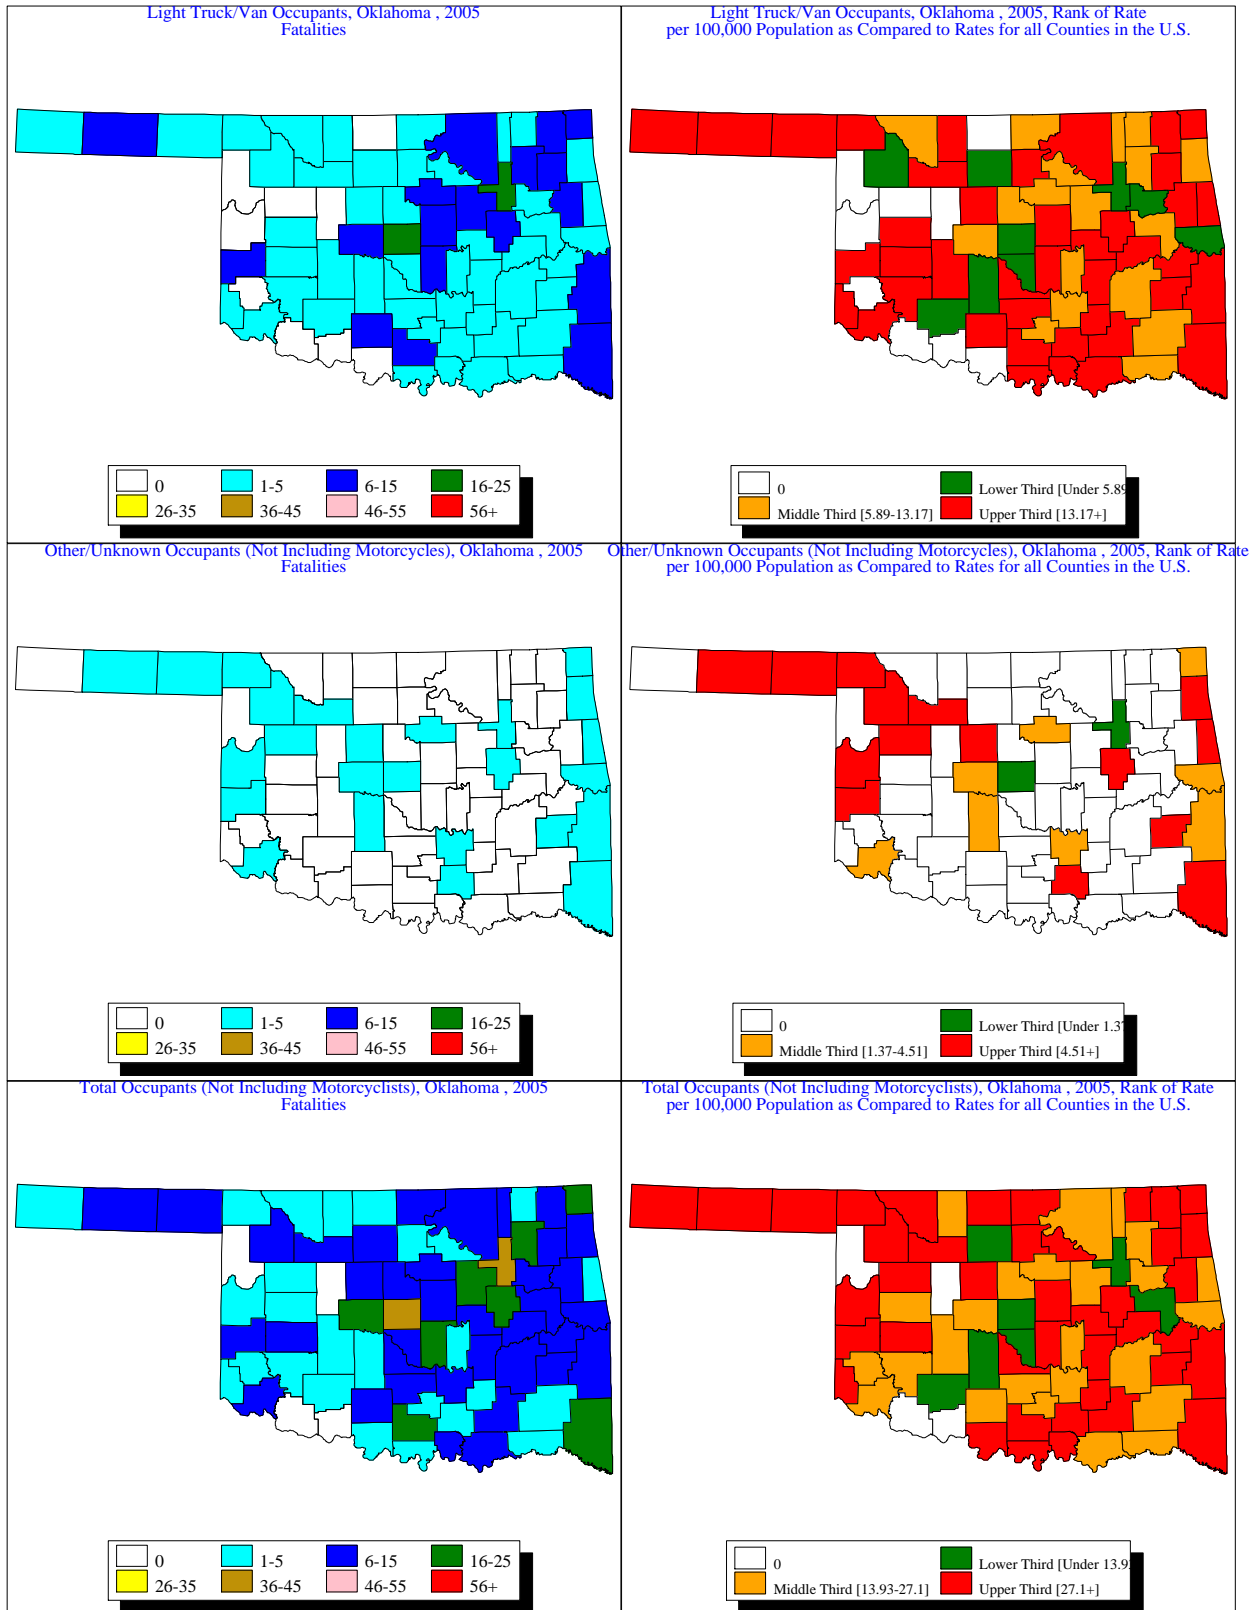 Light Truck/Van Occupants, Oklahoma , 2005
Fatalities
0
1-5
6-15
16-25
26-35
36-45
46-55
56+
Light Truck/Van Occupants, Oklahoma , 2005, Rank of Rate
per 100,000 Population as Compared to Rates for all Counties in the U.S.
0
Lower Third [Under 5.89
Middle Third [5.89-13.17]
Upper Third [13.17+]
Other/Unknown Occupants (Not Including Motorcycles), Oklahoma , 2005
Fatalities
0
1-5
6-15
16-25
26-35
36-45
46-55
56+
Other/Unknown Occupants (Not Including Motorcycles), Oklahoma , 2005, Rank of Rate
per 100,000 Population as Compared to Rates for all Counties in the U.S.
0
Lower Third [Under 1.37
Middle Third [1.37-4.51]
Upper Third [4.51+]
Total Occupants (Not Including Motorcyclists), Oklahoma , 2005
Fatalities
0
1-5
6-15
16-25
26-35
36-45
46-55
56+
Total Occupants (Not Including Motorcyclists), Oklahoma , 2005, Rank of Rate
per 100,000 Population as Compared to Rates for all Counties in the U.S.
0
Lower Third [Under 13.93
Middle Third [13.93-27.1]
Upper Third [27.1+]